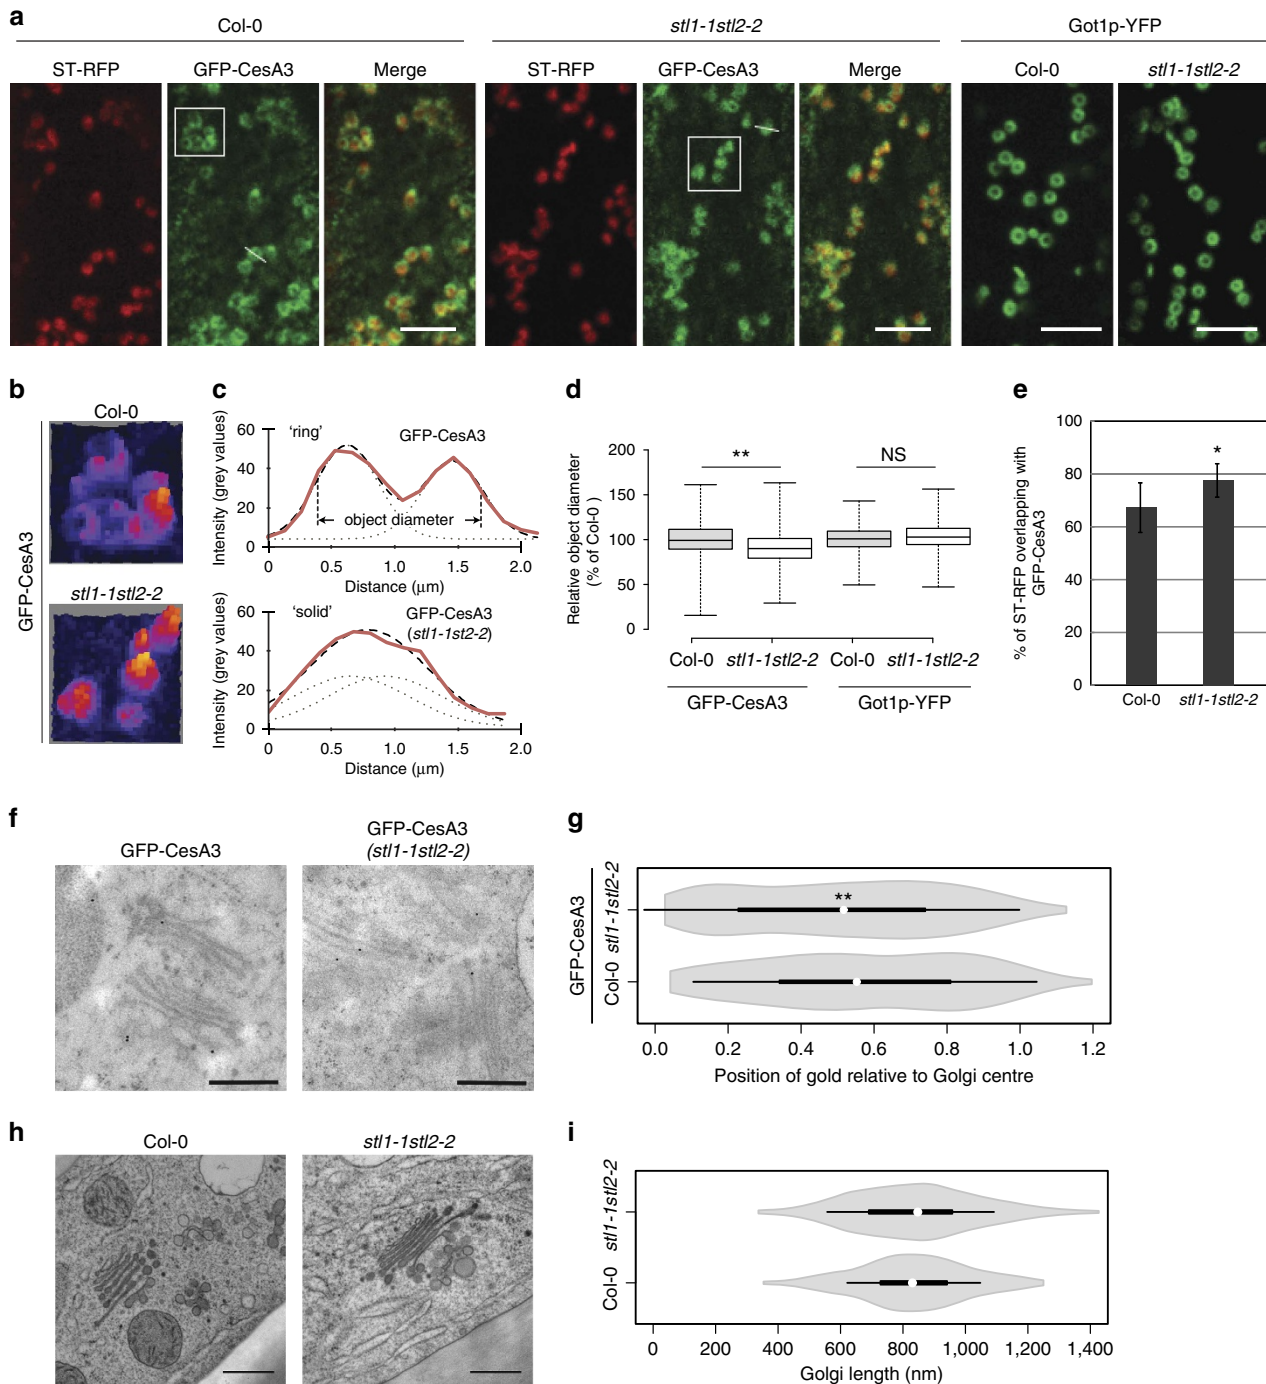 a
Col-0
stl1-1stl2-2
Got1p-YFP
ST-RFP
GFP-CesA3
Merge
ST-RFP
GFP-CesA3
Merge
Col-0
stl1-1stl2-2
b
Col-0
stl1-1stl2-2
GFP-CesA3
c
Intensity (grey values)
60
40
20
0
'ring'
GFP-CesA3
object diameter
0
0.5
1.0
1.5
2.0
Distance (μm)
Intensity (grey values)
60
40
20
0
'solid'
GFP-CesA3
(stl1-1st2-2)
0
0.5
1.0
1.5
2.0
Distance (μm)
d
Relative object diameter
(% of Col-0 )
200
150
100
50
0
**
NS
Col-0
stl1-1stl2-2
Col-0
stl1-1stl2-2
GFP-CesA3
Got1p-YFP
e
% of ST-RFP overlapping with
GFP-CesA3
100
80
60
40
20
0
*
Col-0
stl1-1stl2-2
f
GFP-CesA3
GFP-CesA3
(stl1-1stl2-2)
g
GFP-CesA3
stl1-1stl2-2
Col-0
**
0.0
0.2
0.4
0.6
0.8
1.0
1.2
Position of gold relative to Golgi centre
h
Col-0
stl1-1stl2-2
i
stl1-1stl2-2
Col-0
0
200
400
600
800
1,000
1,200
1,400
Golgi length (nm)